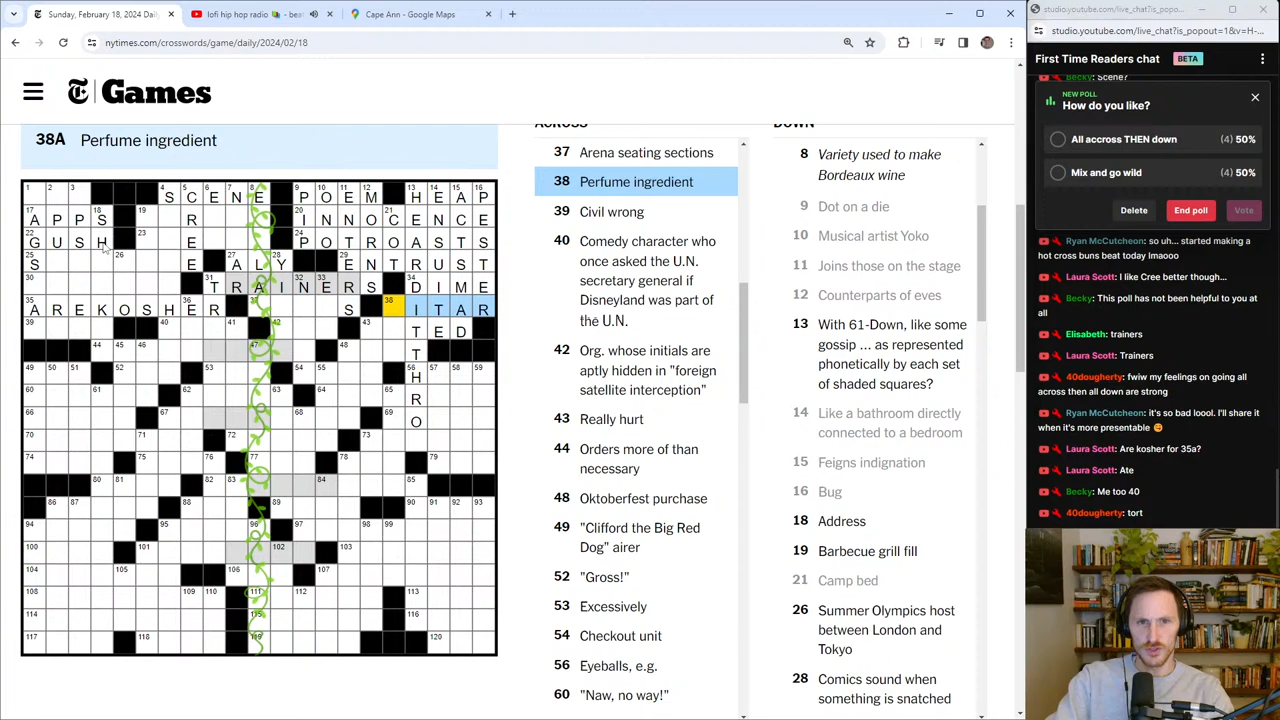 Sunday, February 18, 2024 Daily
lofi hip hop radio 📚 - bea
Cape Ann - Google Maps
nytimes.com/crosswords/game/daily/2024/02/18
Games
38A Perfume ingredient
ACROSS
37 Arena seating sections
38 Perfume ingredient
39 Civil wrong
40 Comedy character who
once asked the U.N.
secretary general if
Disneyland was part of
the U.N.
42 Org. whose initials are
aptly hidden in "foreign
satellite interception"
43 Really hurt
44 Orders more of than
necessary
48 Oktoberfest purchase
49 "Clifford the Big Red
Dog" airer
52 "Gross!"
53 Excessively
54 Checkout unit
56 Eyeballs, e.g.
60 "Naw, no way!"
DOWN
8 Variety used to make
Bordeaux wine
9 Dot on a die
10 Musical artist Yoko
11 Joins those on the stage
12 Counterparts of eves
13 With 61-Down, like some
gossip ... as represented
phonetically by each set
of shaded squares?
14 Like a bathroom directly
connected to a bedroom
15 Feigns indignation
16 Bug
18 Address
19 Barbecue grill fill
21 Camp bed
26 Summer Olympics host
between London and
Tokyo
28 Comics sound when
something is snatched
studio.youtube.com/live_chat?is_popout=1&v=H-...
First Time Readers chat BETA
Becky: Scene?
NEW POLL
How do you like?
All accross THEN down (4) 50%
Mix and go wild (4) 50%
Delete End poll Vote
Ryan McCutcheon: so uh.. started making a
hot cross buns beat today lmaooo
Laura Scott: I like Cree better though...
Becky: This poll has not been helpful to you at
all
Elisabeth: trainers
Laura Scott: Trainers
40dougherty: fwiw my feelings on going all
across then all down are strong
Ryan McCutcheon: it's so bad loool. I'll share it
when it's more presentable 😊
Laura Scott: Are kosher for 35a?
Laura Scott: Ate
Becky: Me too 40
40dougherty: tort